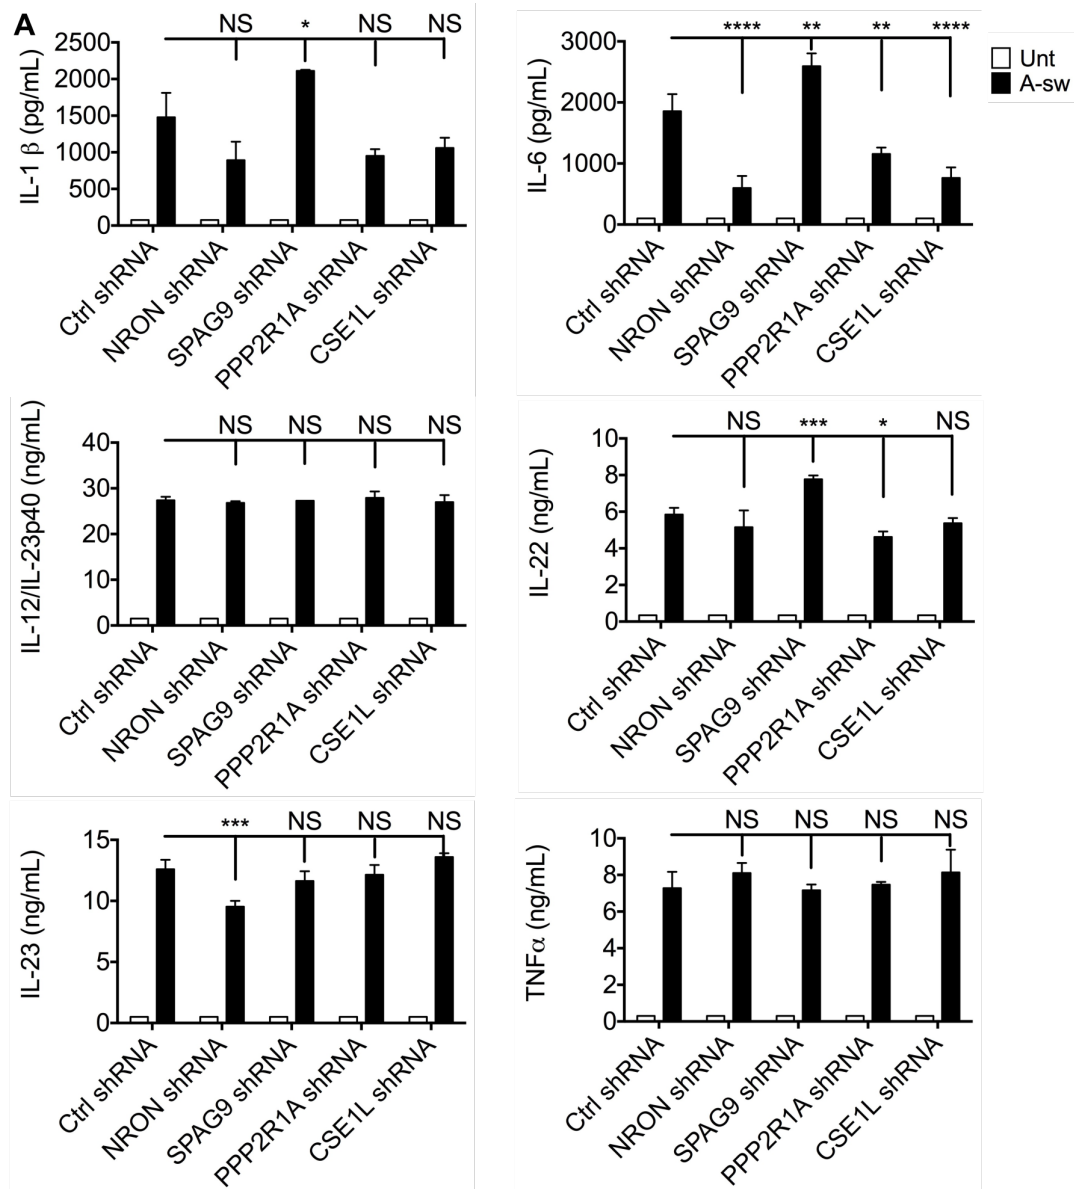 A
NS * NS NS
IL-1 β (pg/mL)
2500
2000
1500
1000
500
0
Ctrl shRNA
NRON shRNA
SPAG9 shRNA
PPP2R1A shRNA
CSE1L shRNA
**** ** ** ****
IL-6 (pg/mL)
3000
2000
1000
0
Ctrl shRNA
NRON shRNA
SPAG9 shRNA
PPP2R1A shRNA
CSE1L shRNA
Unt
A-sw
NS NS NS NS
IL-12/IL-23p40 (ng/mL)
40
30
20
10
0
Ctrl shRNA
NRON shRNA
SPAG9 shRNA
PPP2R1A shRNA
CSE1L shRNA
NS *** * NS
IL-22 (ng/mL)
10
8
6
4
2
0
Ctrl shRNA
NRON shRNA
SPAG9 shRNA
PPP2R1A shRNA
CSE1L shRNA
*** NS NS NS
IL-23 (ng/mL)
15
10
5
0
Ctrl shRNA
NRON shRNA
SPAG9 shRNA
PPP2R1A shRNA
CSE1L shRNA
NS NS NS NS
TNFα (ng/mL)
10
8
6
4
2
0
Ctrl shRNA
NRON shRNA
SPAG9 shRNA
PPP2R1A shRNA
CSE1L shRNA